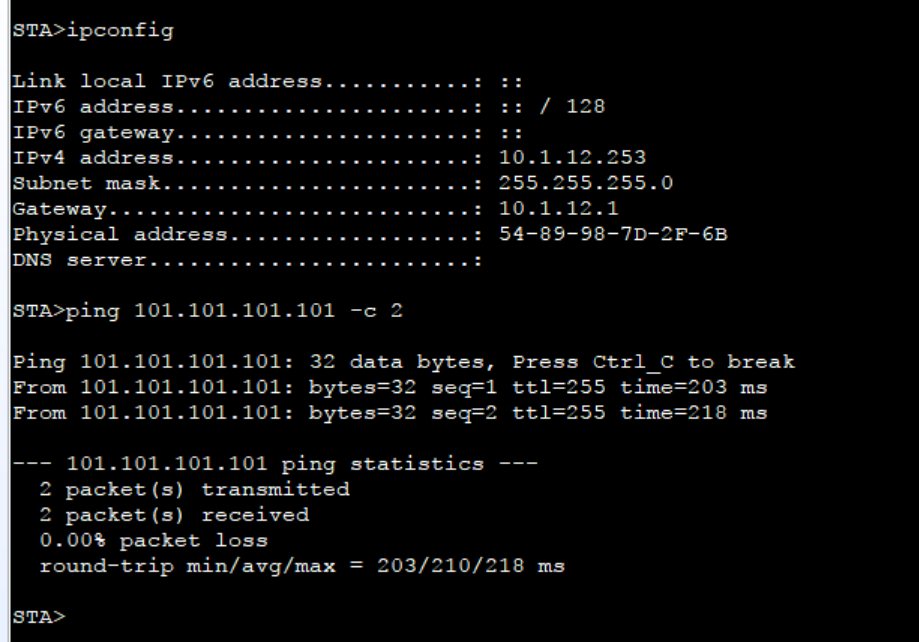 STA>ipconfig
Link local IPv6 address...........: ::
IPv6 address......................: :: / 128
IPv6 gateway......................: ::
IPv4 address......................: 10.1.12.253
Subnet mask.......................: 255.255.255.0
Gateway...........................: 10.1.12.1
Physical address..................: 54-89-98-7D-2F-6B
DNS server........................:
STA>ping 101.101.101.101 -c 2
Ping 101.101.101.101: 32 data bytes, Press Ctrl_C to break
From 101.101.101.101: bytes=32 seq=1 ttl=255 time=203 ms
From 101.101.101.101: bytes=32 seq=2 ttl=255 time=218 ms
--- 101.101.101.101 ping statistics ---
2 packet(s) transmitted
2 packet(s) received
0.00% packet loss
round-trip min/avg/max = 203/210/218 ms
STA>